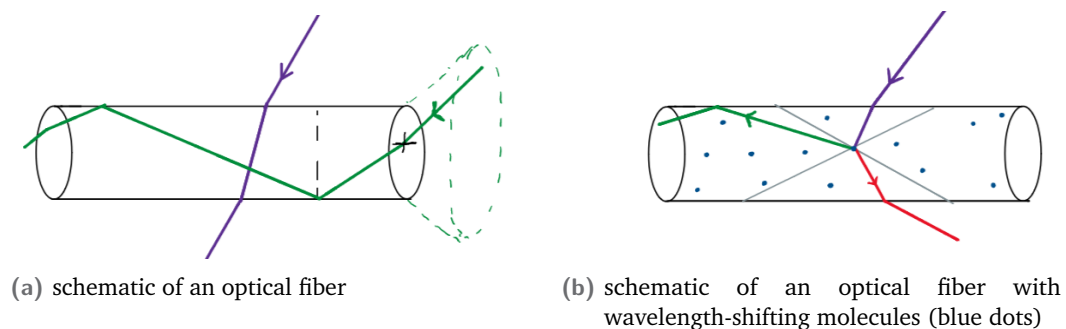 (a) schematic of an optical fiber
(b) schematic of an optical fiber with
wavelength-shifting molecules (blue dots)